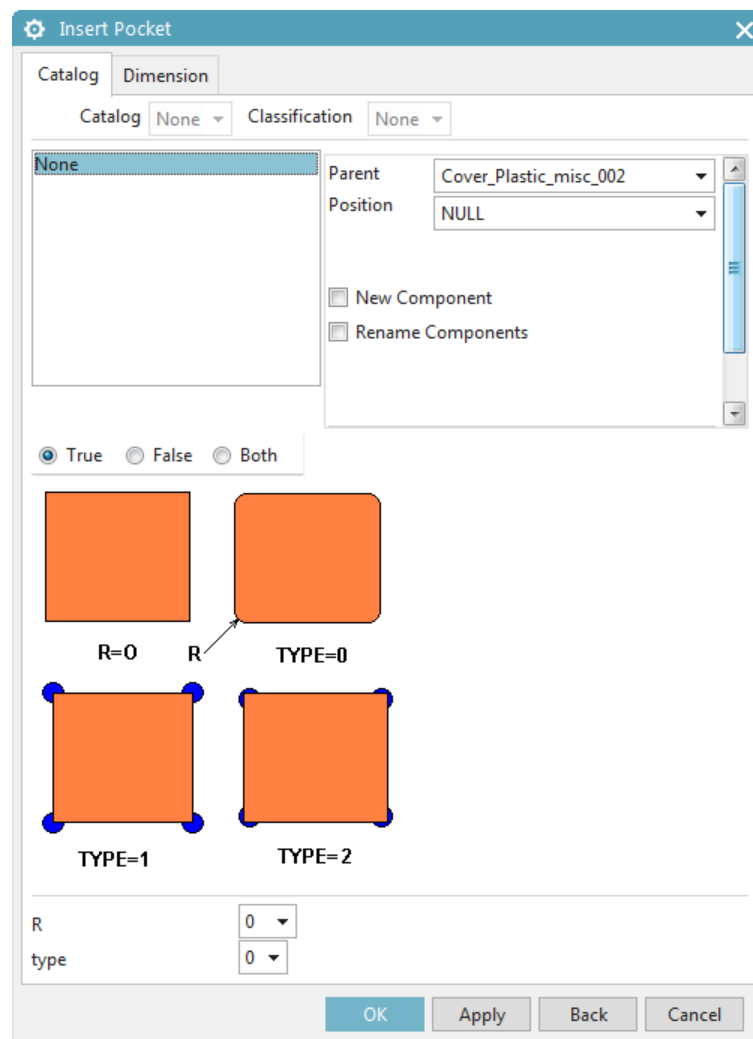 Insert Pocket
Catalog Dimension
Catalog None Classification None
None
Parent Cover_Plastic_misc_002
Position NULL
New Component
Rename Components
True False Both
R=O R TYPE=0
TYPE=1 TYPE=2
R 0
type 0
OK Apply Back Cancel